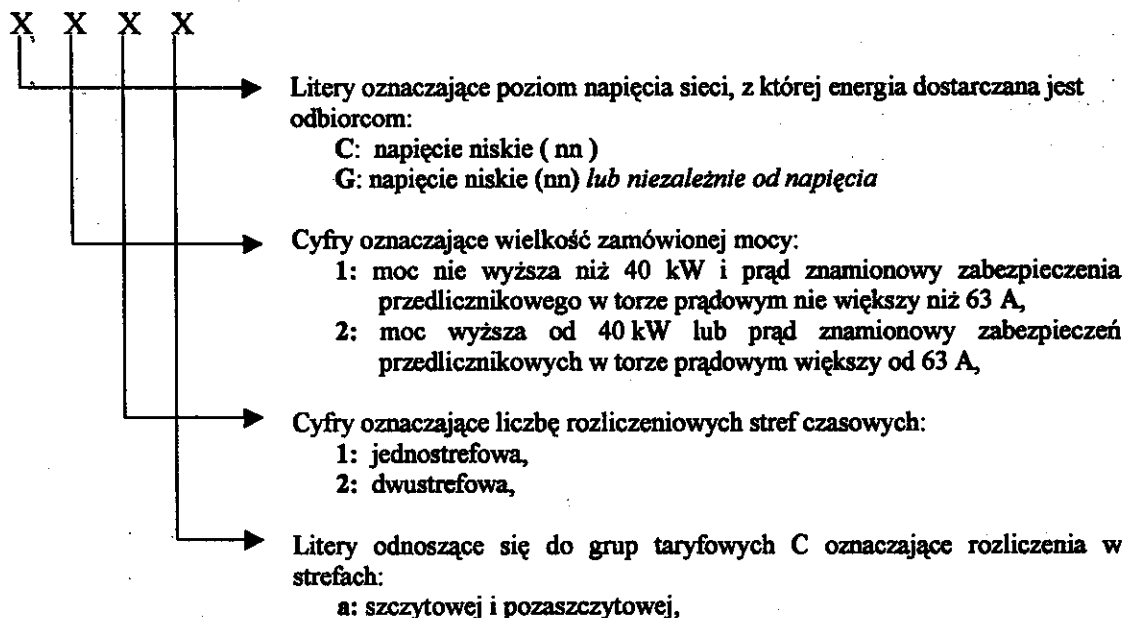 X X X X
Litery oznaczające poziom napięcia sieci, z której energia dostarczana jest
odbiorcom:
C: napięcie niskie ( nn )
G: napięcie niskie (nn) lub niezależnie od napięcia
Cyfry oznaczające wielkość zamówionej mocy:
1: moc nie wyższa niż 40 kW i prąd znamionowy zabezpieczenia
przedlicznikowego w torze prądowym nie większy niż 63 A,
2: moc wyższa od 40 kW lub prąd znamionowy zabezpieczeń
przedlicznikowych w torze prądowym większy od 63 A,
Cyfry oznaczające liczbę rozliczeniowych stref czasowych:
1: jednostrefowa,
2: dwustrefowa,
Litery odnoszące się do grup taryfowych C oznaczające rozliczenia w
strefach:
a: szczytowej i pozaszczytowej,